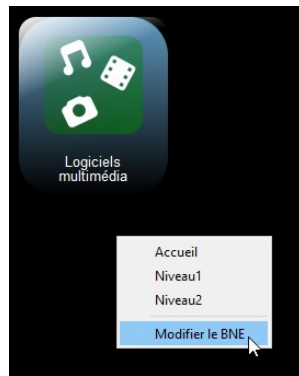 Logiciels
multimédia
Accueil
Niveau1
Niveau2
Modifier le BNE